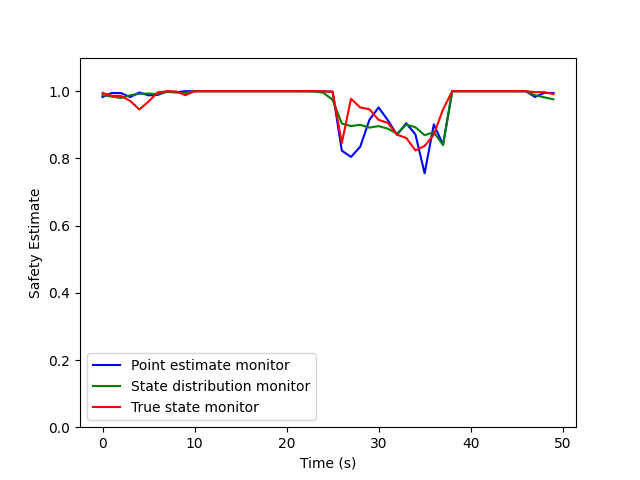 1.0
0.8
0.6
0.4
0.2
0.0
Safety Estimate
Point estimate monitor
State distribution monitor
True state monitor
0 10 20 30 40 50
Time (s)